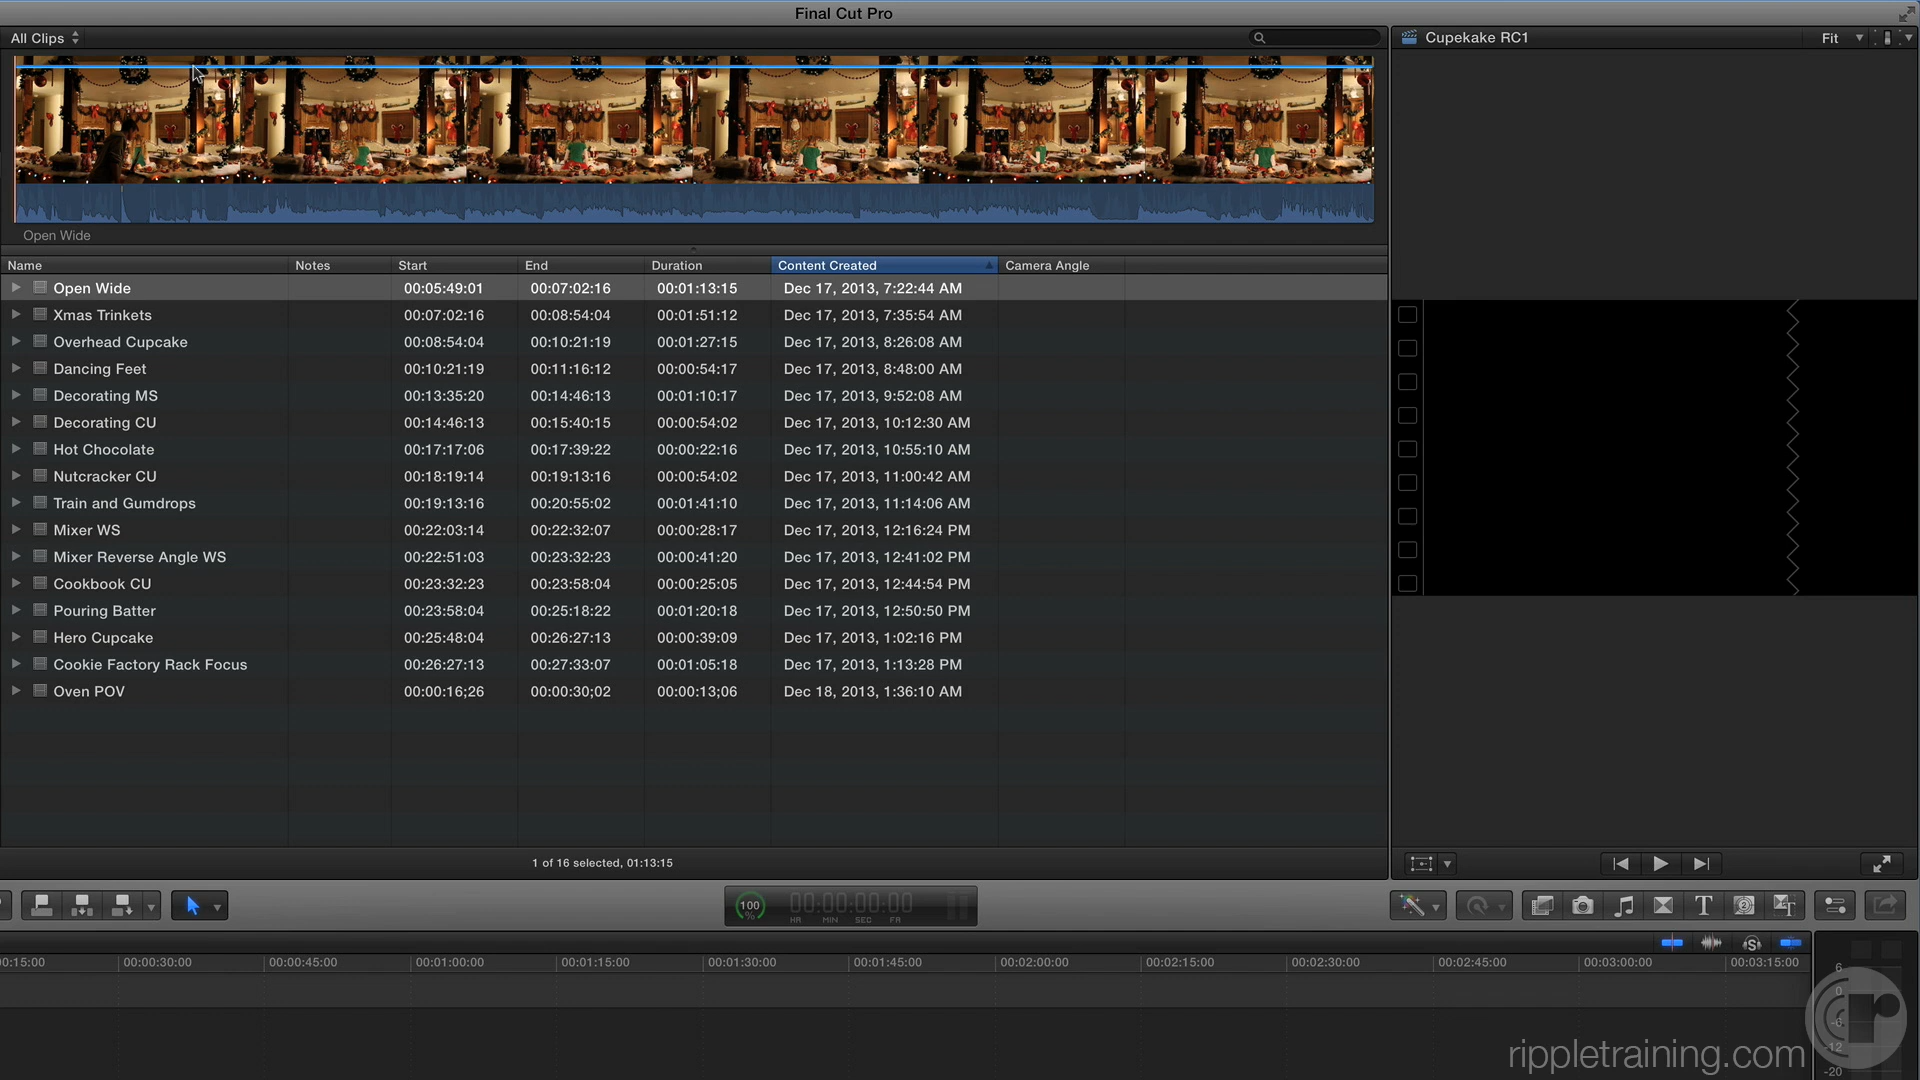 Final Cut Pro
All Clips
Cupekake RC1
Fit
Open Wide
Name Notes Start End Duration Content Created Camera Angle
Open Wide 00:05:49:01 00:07:02:16 00:01:13:15 Dec 17, 2013, 7:22:44 AM
Xmas Trinkets 00:07:02:16 00:08:54:04 00:01:51:12 Dec 17, 2013, 7:35:54 AM
Overhead Cupcake 00:08:54:04 00:10:21:19 00:01:27:15 Dec 17, 2013, 8:26:08 AM
Dancing Feet 00:10:21:19 00:11:16:12 00:00:54:17 Dec 17, 2013, 8:48:00 AM
Decorating MS 00:13:35:20 00:14:46:13 00:01:10:17 Dec 17, 2013, 9:52:08 AM
Decorating CU 00:14:46:13 00:15:40:15 00:00:54:02 Dec 17, 2013, 10:12:30 AM
Hot Chocolate 00:17:17:06 00:17:39:22 00:00:22:16 Dec 17, 2013, 10:55:10 AM
Nutcracker CU 00:18:19:14 00:19:13:16 00:00:54:02 Dec 17, 2013, 11:00:42 AM
Train and Gumdrops 00:19:13:16 00:20:55:02 00:01:41:10 Dec 17, 2013, 11:14:06 AM
Mixer WS 00:22:03:14 00:22:32:07 00:00:28:17 Dec 17, 2013, 12:16:24 PM
Mixer Reverse Angle WS 00:22:51:03 00:23:32:23 00:00:41:20 Dec 17, 2013, 12:41:02 PM
Cookbook CU 00:23:32:23 00:23:58:04 00:00:25:05 Dec 17, 2013, 12:44:54 PM
Pouring Batter 00:23:58:04 00:25:18:22 00:01:20:18 Dec 17, 2013, 12:50:50 PM
Hero Cupcake 00:25:48:04 00:26:27:13 00:00:39:09 Dec 17, 2013, 1:02:16 PM
Cookie Factory Rack Focus 00:26:27:13 00:27:33:07 00:01:05:18 Dec 17, 2013, 1:13:28 PM
Oven POV 00:00:16;26 00:00:30;02 00:00:13;06 Dec 18, 2013, 1:36:10 AM
1 of 16 selected, 01:13:15
100 % 00:00:00:00
HR MIN SEC FR
T
0:15:00 00:00:30:00 00:00:45:00 00:01:00:00 00:01:15:00 00:01:30:00 00:01:45:00 00:02:00:00 00:02:15:00 00:02:30:00 00:02:45:00 00:03:00:00 00:03:15:00
6
0
-6
-12
-20
rippletraining.com